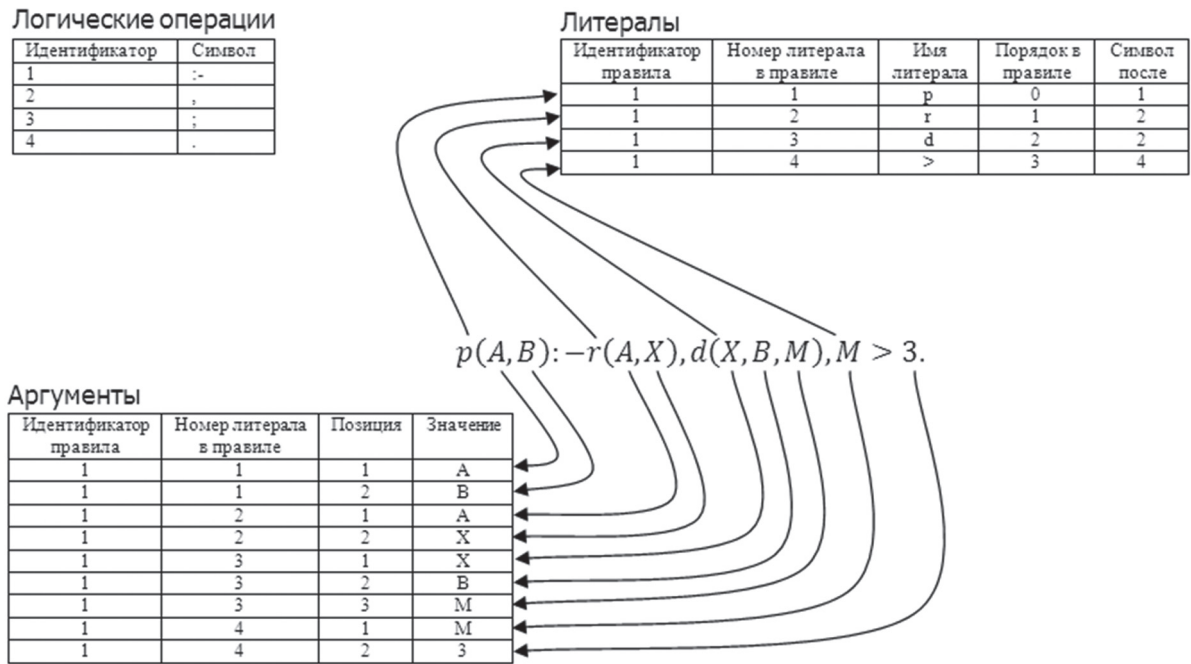 Логические операции
Идентификатор Символ
1 :-
2 ,
3 ;
4 .
Литералы
Идентификатор правила Номер литерала в правиле Имя литерала Порядок в правиле Символ после
1 1 p 0 1
1 2 r 1 2
1 3 d 2 2
1 4 > 3 4
p(A,B):−r(A,X),d(X,B,M),M > 3.
Аргументы
Идентификатор правила Номер литерала в правиле Позиция Значение
1 1 1 A
1 1 2 B
1 2 1 A
1 2 2 X
1 3 1 X
1 3 2 B
1 3 3 M
1 4 1 M
1 4 2 3